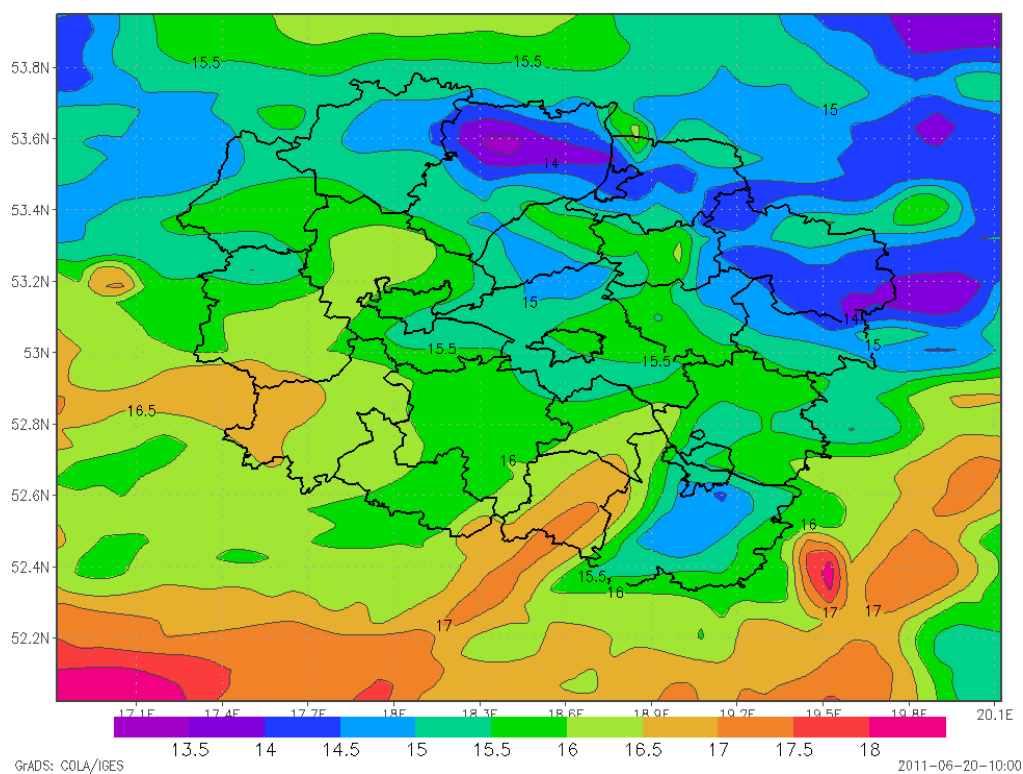 15.5 15.5
53.8N
15
53.6N
14
53.4N
53.2N
15
14
15
53N
15.5 15.5
16.5
52.8N
16
52.6N
16
52.4N
15.5
16
17 17
17
52.2N
17.1E 17.4E 17.7E 18E 18.3E 18.6E 18.9E 19.2E 19.5E 19.8E 20.1E
13.5 14 14.5 15 15.5 16 16.5 17 17.5 18
GrADS: COLA/IGES 2011-06-20-10:00